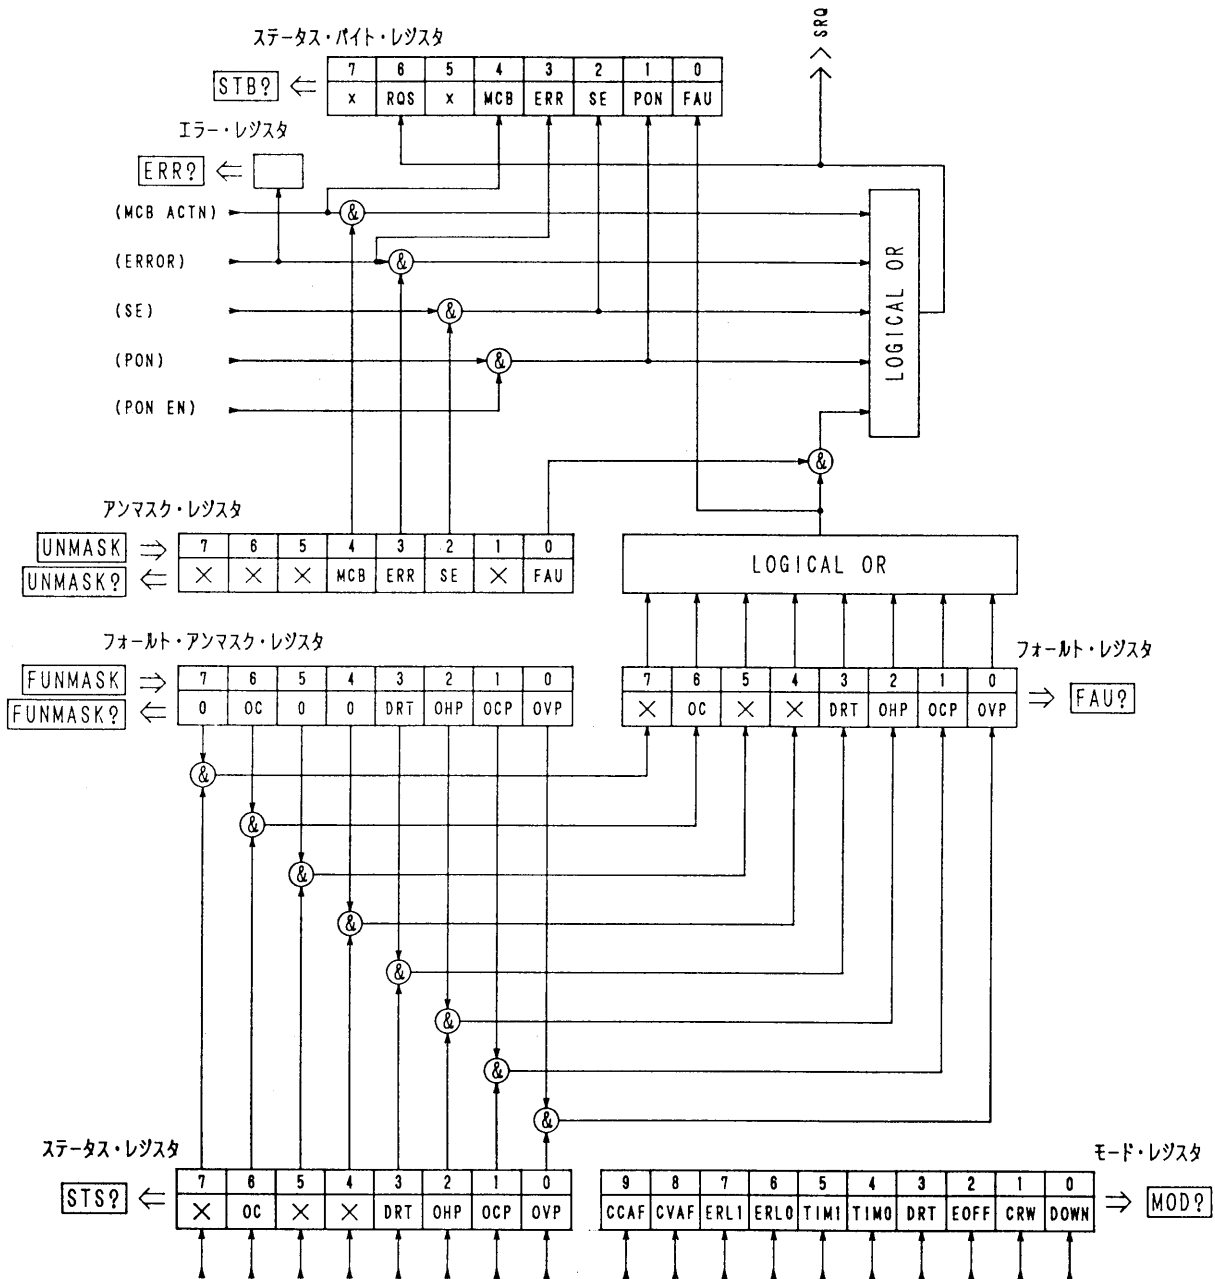 SRQ
ステータス・バイト・レジスタ
7 6 5 4 3 2 1 0
STB?
x RQS x MCB ERR SE PON FAU
エラー・レジスタ
ERR?
(MCB ACTN)
&
(ERROR)
&
(SE)
&
(PON)
&
(PON EN)
LOGICAL OR
&
アンマスク・レジスタ
UNMASK
7 6 5 4 3 2 1 0
UNMASK?
× × × MCB ERR SE × FAU
LOGICAL OR
フォールト・アンマスク・レジスタ
FUNMASK
7 6 5 4 3 2 1 0
FUNMASK?
0 OC 0 0 DRT OHP OCP OVP
フォールト・レジスタ
7 6 5 4 3 2 1 0
× OC × × DRT OHP OCP OVP
FAU?
&
&
&
&
&
&
&
&
ステータス・レジスタ
STS?
7 6 5 4 3 2 1 0
× OC × × DRT OHP OCP OVP
モード・レジスタ
9 8 7 6 5 4 3 2 1 0
CCAF CVAF ERL1 ERL0 TIM1 TIM0 DRT EOFF CRW DOWN
MOD?